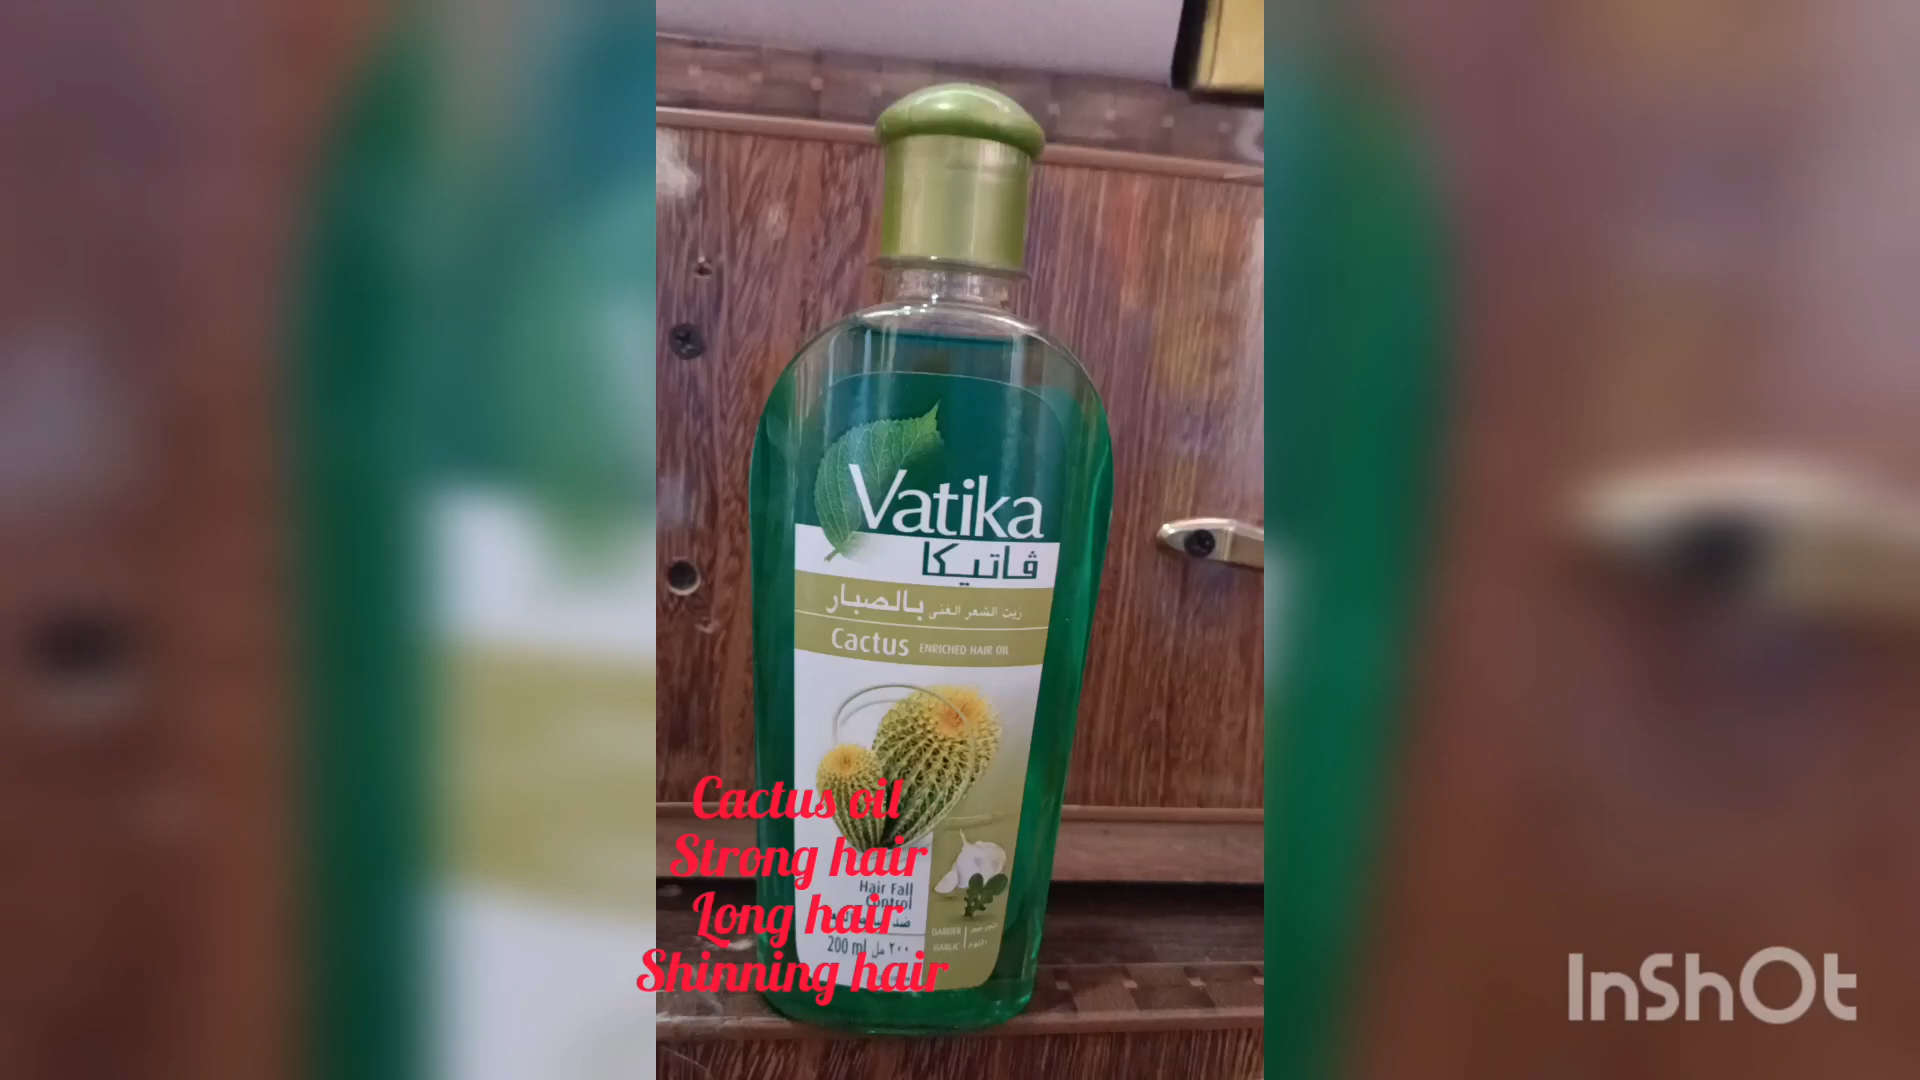 Vatika
ڤاتيكا
زيت الشعر الغني بالصبار
Cactus ENRICHED HAIR OIL
Cactus oil
Strong hair
Hair Fall
Control
Long hair
200 ml ٢٠٠ مل
GARGER
GARLIC
Shinning hair
InShOt